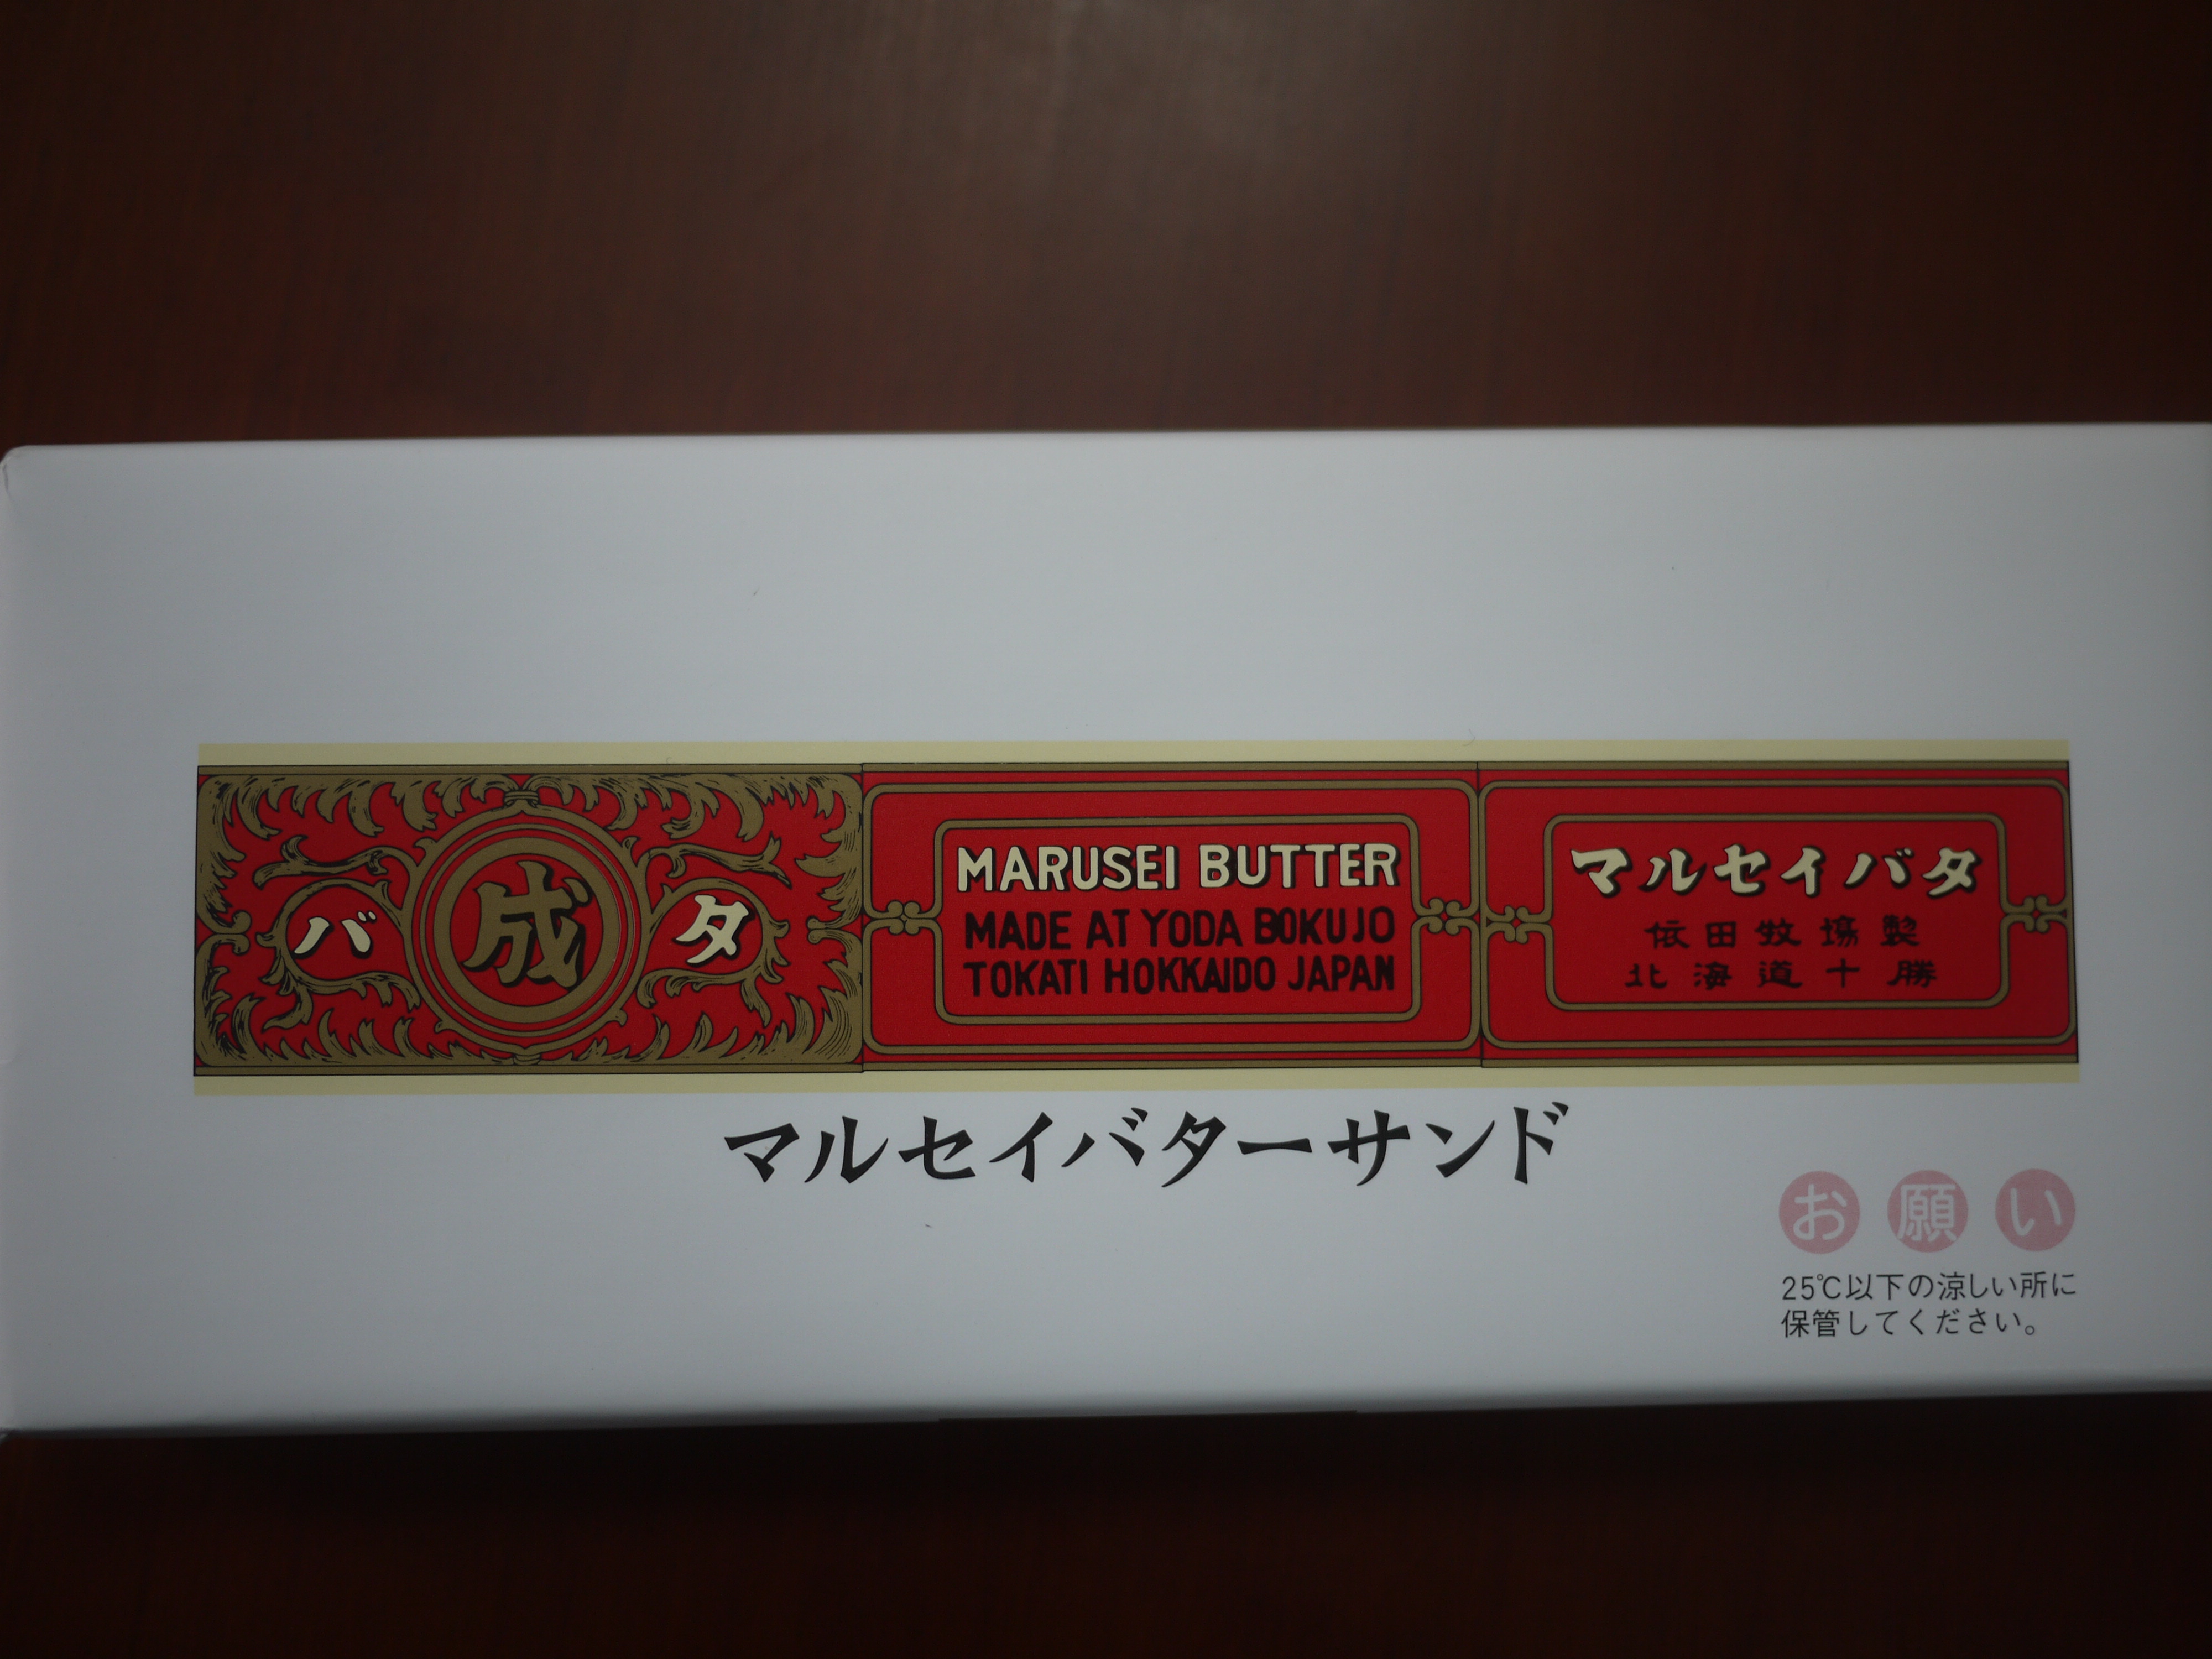 バ 成 タ
MARUSEI BUTTER
MADE AT YODA BOKUJO
TOKATI HOKKAIDO JAPAN
マルセイバタ
依田牧場製
北海道十勝
マルセイバターサンド
お願い
25℃以下の涼しい所に
保管してください。